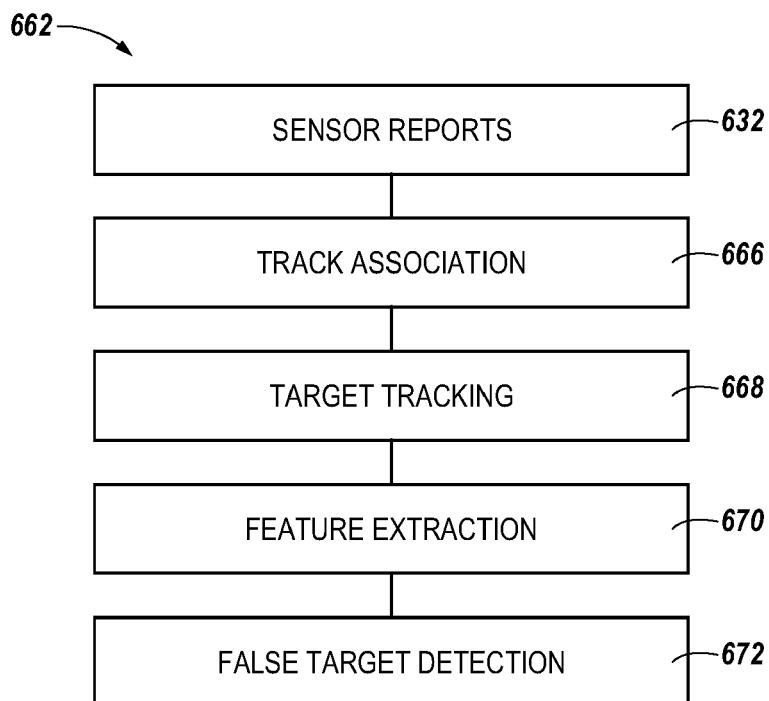 662
SENSOR REPORTS 632
TRACK ASSOCIATION 666
TARGET TRACKING 668
FEATURE EXTRACTION 670
FALSE TARGET DETECTION 672